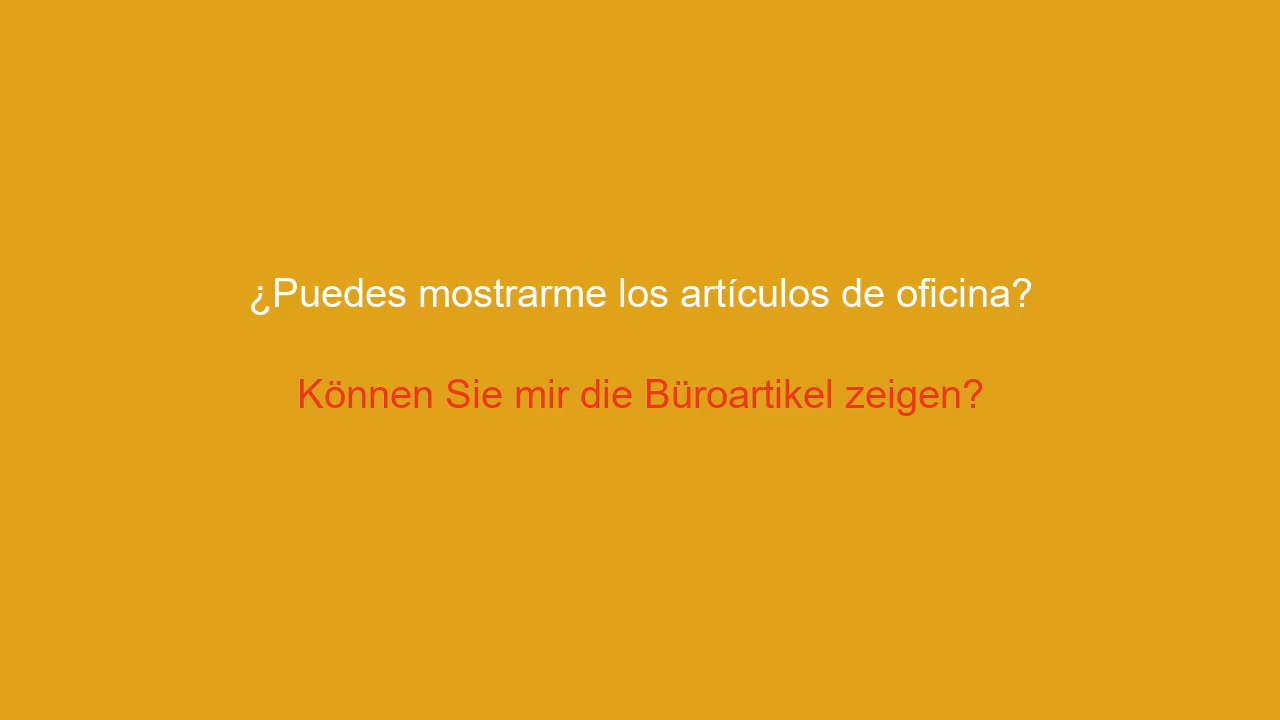 ¿Puedes mostrarme los artículos de oficina?
Können Sie mir die Büroartikel zeigen?